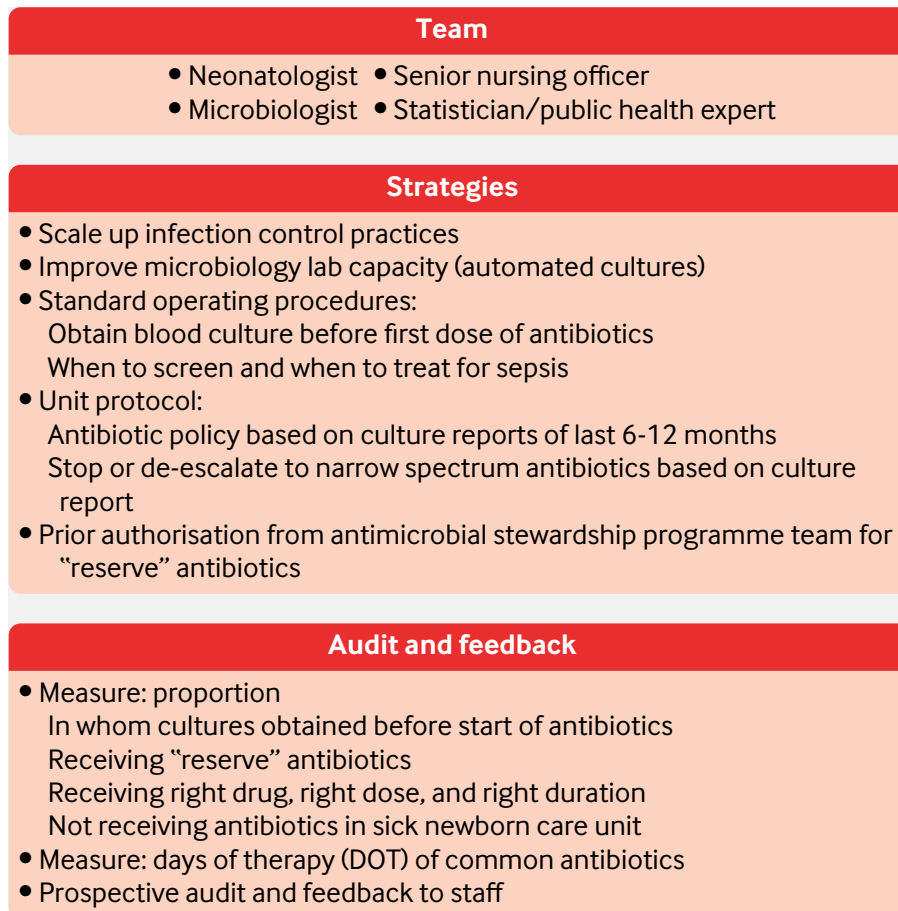 Team
• Neonatologist • Senior nursing officer
• Microbiologist • Statistician/public health expert
Strategies
• Scale up infection control practices
• Improve microbiology lab capacity (automated cultures)
• Standard operating procedures:
Obtain blood culture before first dose of antibiotics
When to screen and when to treat for sepsis
• Unit protocol:
Antibiotic policy based on culture reports of last 6-12 months
Stop or de-escalate to narrow spectrum antibiotics based on culture
report
• Prior authorisation from antimicrobial stewardship programme team for
“reserve” antibiotics
Audit and feedback
• Measure: proportion
In whom cultures obtained before start of antibiotics
Receiving “reserve” antibiotics
Receiving right drug, right dose, and right duration
Not receiving antibiotics in sick newborn care unit
• Measure: days of therapy (DOT) of common antibiotics
• Prospective audit and feedback to staff